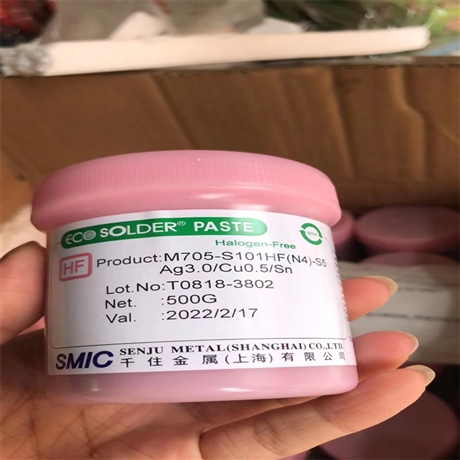 ECO SOLDER® PASTE
Halogen-Free
HF
Product:M705-S101HF(N4)-S5
Ag3.0/Cu0.5/Sn
Lot.No:T0818-3802
Net. :500G
Val. :2022/2/17
SMIC
SENJU METAL(SHANGHAI)CO.,LTD.
千住金属(上海)有限公司